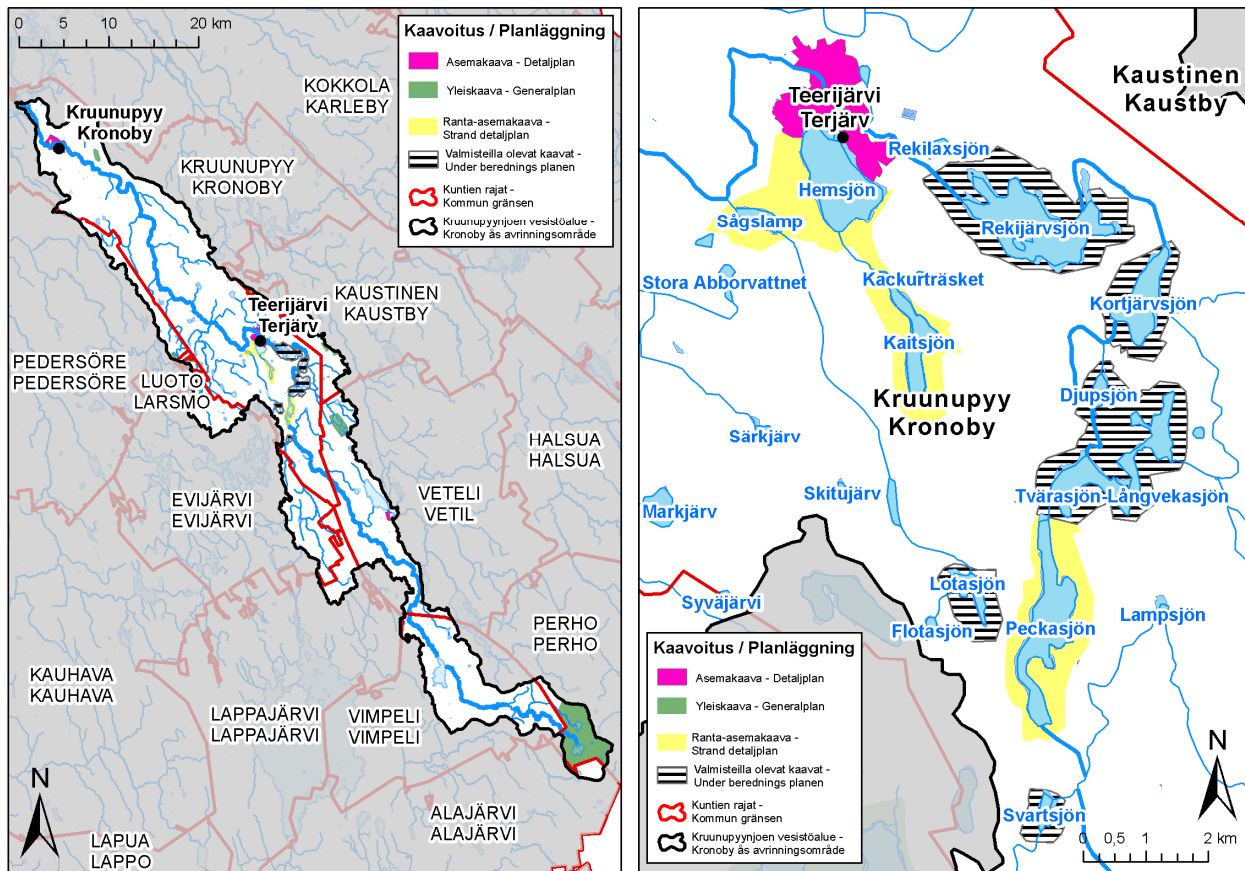 0 5 10 20 km
Kaavoitus / Planläggning
Asemakaava - Detaljplan
Yleiskaava - Generalplan
Ranta-asemakaava -
Strand detaljplan
Valmisteilla olevat kaavat -
Under berednings planen
Kuntien rajat -
Kommun gränsen
Kruunupyynjoen vesistöalue -
Kronoby ås avrinningsområde
KOKKOLA
KARLEBY
Kruunupyy
Kronoby
KRUUNUPYY
KRONOBY
Teerijärvi
Terjärv
KAUSTINEN
KAUSTBY
PEDERSÖRE
PEDERSÖRE
LUOTO
LARSMO
HALSUA
HALSUA
EVIJÄRVI
EVIJÄRVI
VETELI
VETIL
PERHO
PERHO
KAUHAVA
KAUHAVA
LAPPAJÄRVI
LAPPAJÄRVI
VIMPELI
VIMPELI
ALAJÄRVI
ALAJÄRVI
LAPUA
LAPPO
N
Kaustinen
Kaustby
Teerijärvi
Terjärv
Rekilaxsjön
Hemsjön
Sågslamp
Rekijärvsjön
Stora Abborvattnet
Kackurträsket
Kortjärvsjön
Kaitsjön
Kruunupyy
Kronoby
Djupsjön
Särkjärv
Skitujärv
Tvärasjön-Långvekasjön
Markjärv
Lotasjön
Syväjärvi
Flotasjön
Peckasjön
Lampsjön
Kaavoitus / Planläggning
Asemakaava - Detaljplan
Yleiskaava - Generalplan
Ranta-asemakaava -
Strand detaljplan
Valmisteilla olevat kaavat -
Under berednings planen
Kuntien rajat -
Kommun gränsen
Kruunupyynjoen vesistöalue -
Kronoby ås avrinningsområde
N
Svartsjön
0 0,5 1 2 km